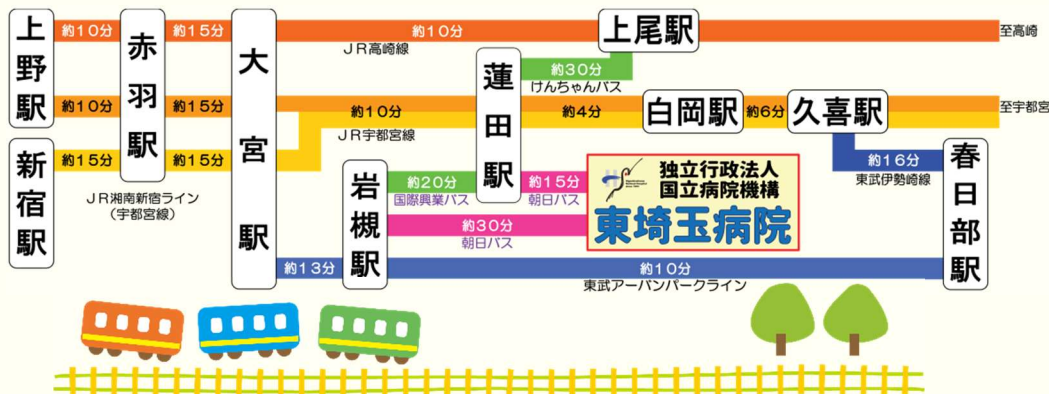 上野駅
約10分
赤羽駅
約15分
大宮駅
約10分
JR高崎線
上尾駅
至高崎
蓮田駅
約30分
けんちゃんバス
約10分
約15分
約10分
JR宇都宮線
約4分
白岡駅
約6分
久喜駅
至宇都宮
新宿駅
約15分
約15分
JR湘南新宿ライン
（宇都宮線）
岩槻駅
約20分
国際興業バス
約15分
朝日バス
約30分
朝日バス
独立行政法人
国立病院機構
東埼玉病院
約16分
東武伊勢崎線
春日部駅
約13分
約10分
東武アーバンパークライン